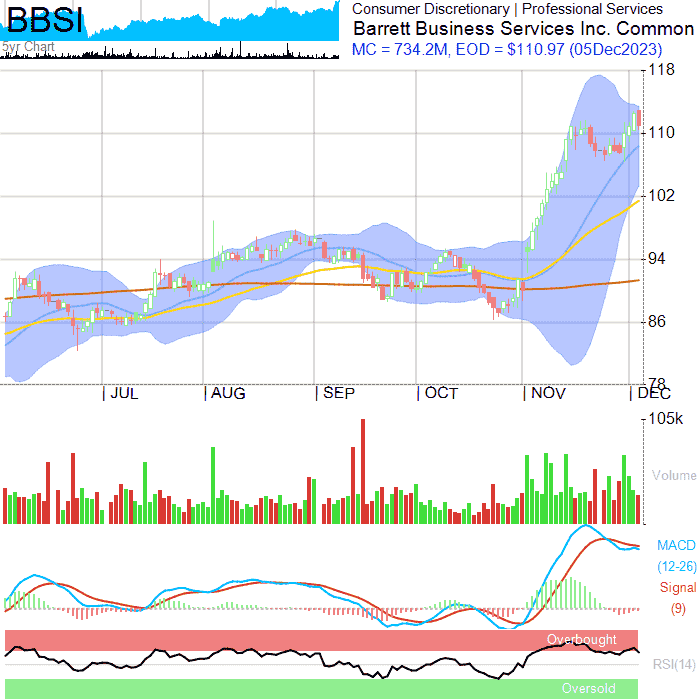 BBSI
5yr Chart
Consumer Discretionary | Professional Services
Barrett Business Services Inc. Common
MC = 734.2M, EOD = $110.97 (05Dec2023)
118
110
102
94
86
78
JUL AUG SEP OCT NOV DEC
105k
Volume
MACD
(12-26)
Signal
(9)
Overbought
RSI(14)
Oversold